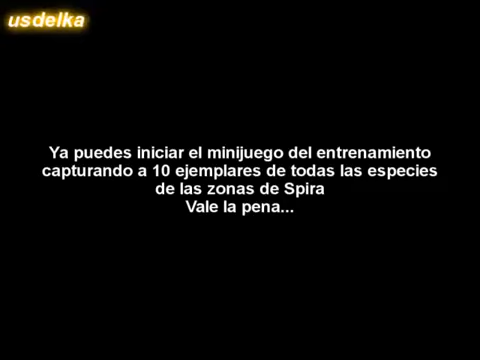 usdelka
Ya puedes iniciar el minijuego del entrenamiento
capturando a 10 ejemplares de todas las especies
de las zonas de Spira
Vale la pena...